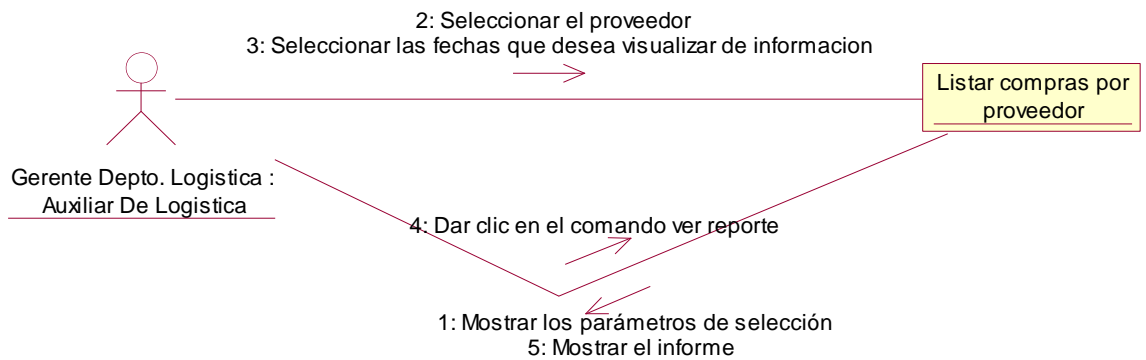 2: Seleccionar el proveedor
3: Seleccionar las fechas que desea visualizar de informacion
Listar compras por
proveedor
Gerente Depto. Logistica :
Auxiliar De Logistica
4: Dar clic en el comando ver reporte
1: Mostrar los parámetros de selección
5: Mostrar el informe